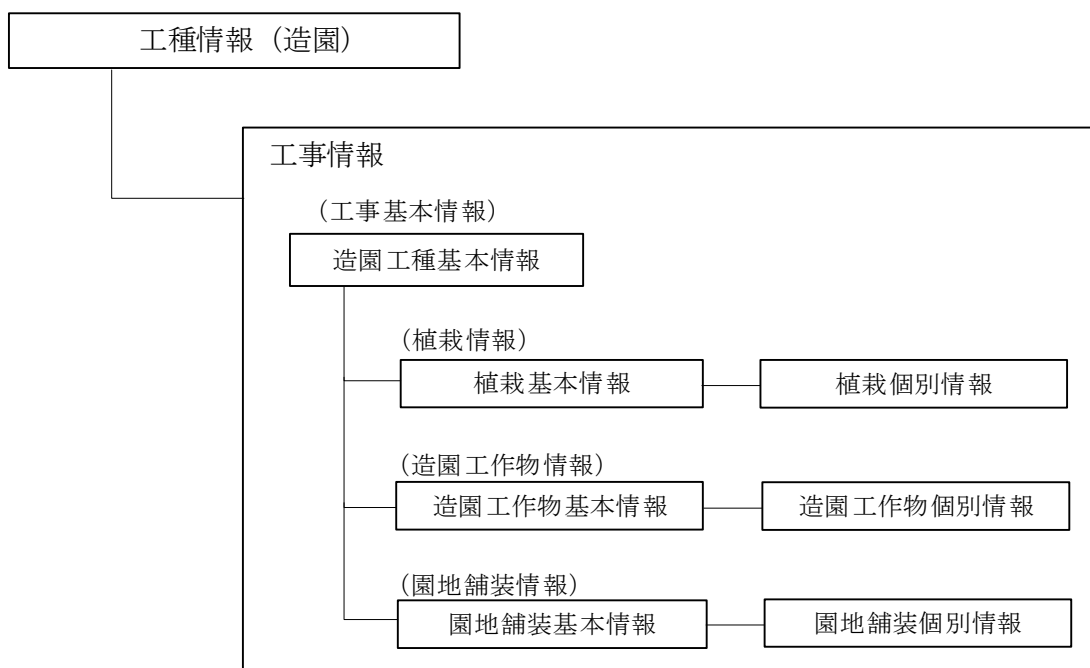 工種情報（造園）
工事情報
（工事基本情報）
造園工種基本情報
（植栽情報）
植栽基本情報
植栽個別情報
（造園工作物情報）
造園工作物基本情報
造園工作物個別情報
（園地舗装情報）
園地舗装基本情報
園地舗装個別情報